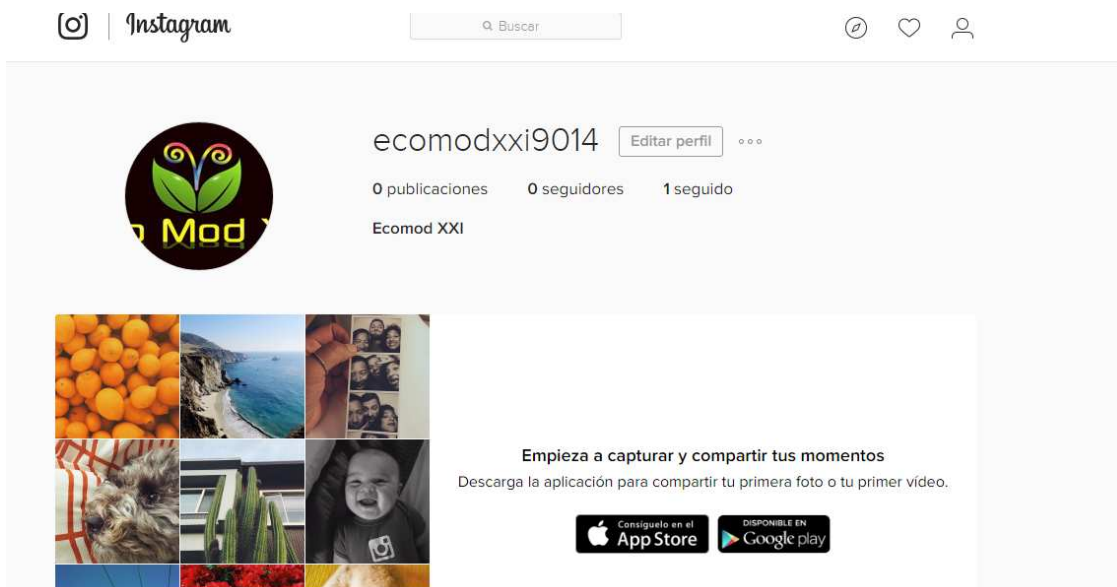 Instagram
Buscar
ecomodxxi9014 Editar perfil
0 publicaciones 0 seguidores 1 seguido
Ecomod XXI
Mod
Empieza a capturar y compartir tus momentos
Descarga la aplicación para compartir tu primera foto o tu primer vídeo.
Consíguelo en el
App Store
DISPONIBLE EN
Google play